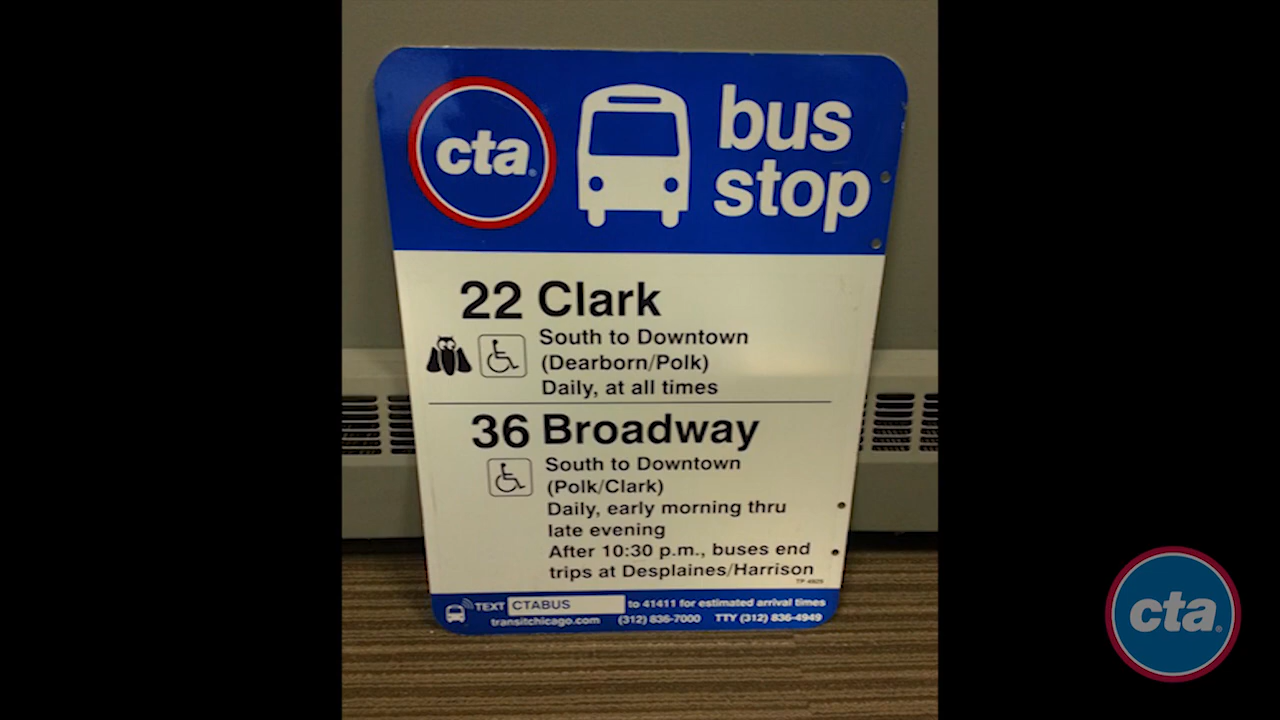 cta
bus
stop
22 Clark
South to Downtown
(Dearborn/Polk)
Daily, at all times
36 Broadway
South to Downtown
(Polk/Clark)
Daily, early morning thru
late evening
After 10:30 p.m., buses end
trips at Desplaines/Harrison
TEXT CTABUS to 41411 for estimated arrival times
transitchicago.com (312) 836-7000 TTY (312) 836-4949
cta